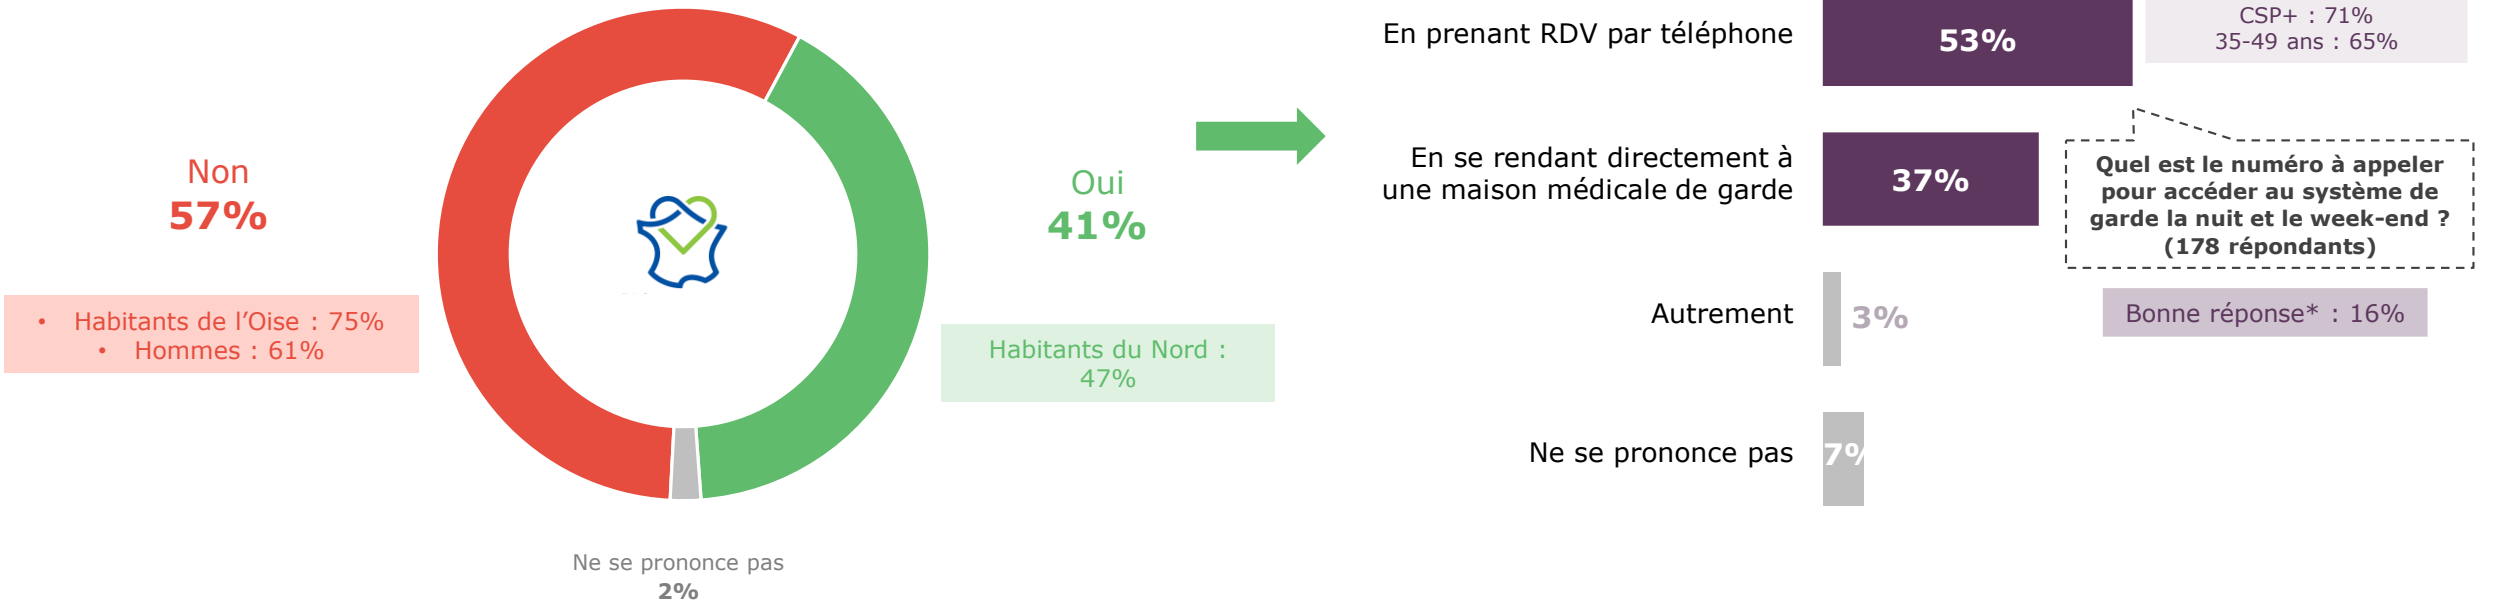 Non
57%
• Habitants de l’Oise : 75%
• Hommes : 61%
Ne se prononce pas
2%
Oui
41%
Habitants du Nord :
47%
En prenant RDV par téléphone
53%
CSP+ : 71%
35-49 ans : 65%
En se rendant directement à
une maison médicale de garde
37%
Quel est le numéro à appeler
pour accéder au système de
garde la nuit et le week-end ?
(178 répondants)
Bonne réponse* : 16%
Autrement
3%
Ne se prononce pas
7%